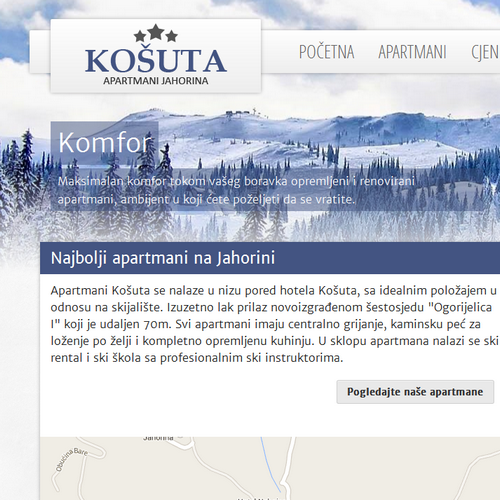 KOŠUTA
APARTMANI JAHORINA
POČETNA APARTMANI CJEN
Komfor
Maksimalan komfor tokom vašeg boravka opremljeni i renovirani
apartmani, ambijent u koji ćete poželjeti da se vratite.
Najbolji apartmani na Jahorini
Apartmani Košuta se nalaze u nizu pored hotela Košuta, sa idealnim položajem u
odnosu na skijalište. Izuzetno lak prilaz novoizgrađenom šestosjedu "Ogorijelica
I" koji je udaljen 70m. Svi apartmani imaju centralno grijanje, kaminsku peć za
loženje po želji i kompletno opremljenu kuhinju. U sklopu apartmana nalazi se ski
rental i ski škola sa profesionalnim ski instruktorima.
Pogledajte naše apartmane
Jahorina
Obućina Bare